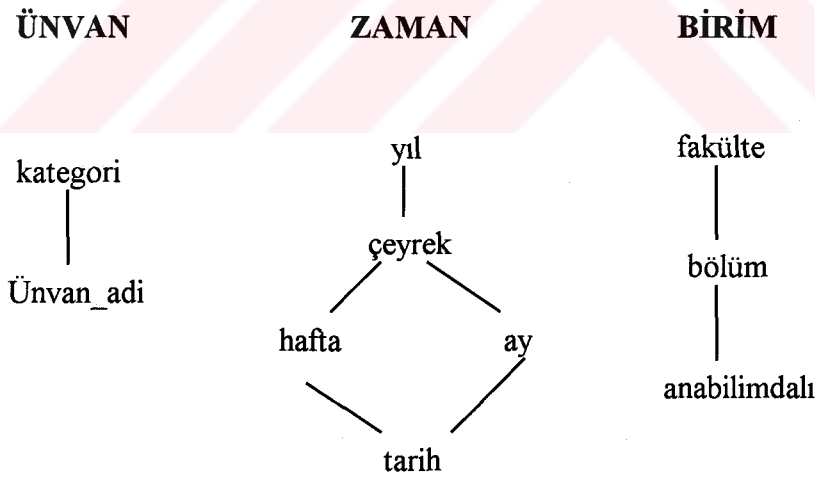 ÜNVAN ZAMAN BİRİM
kategori
Ünvan_adi
yıl
çeyrek
hafta ay
tarih
fakülte
bölüm
anabilimdalı